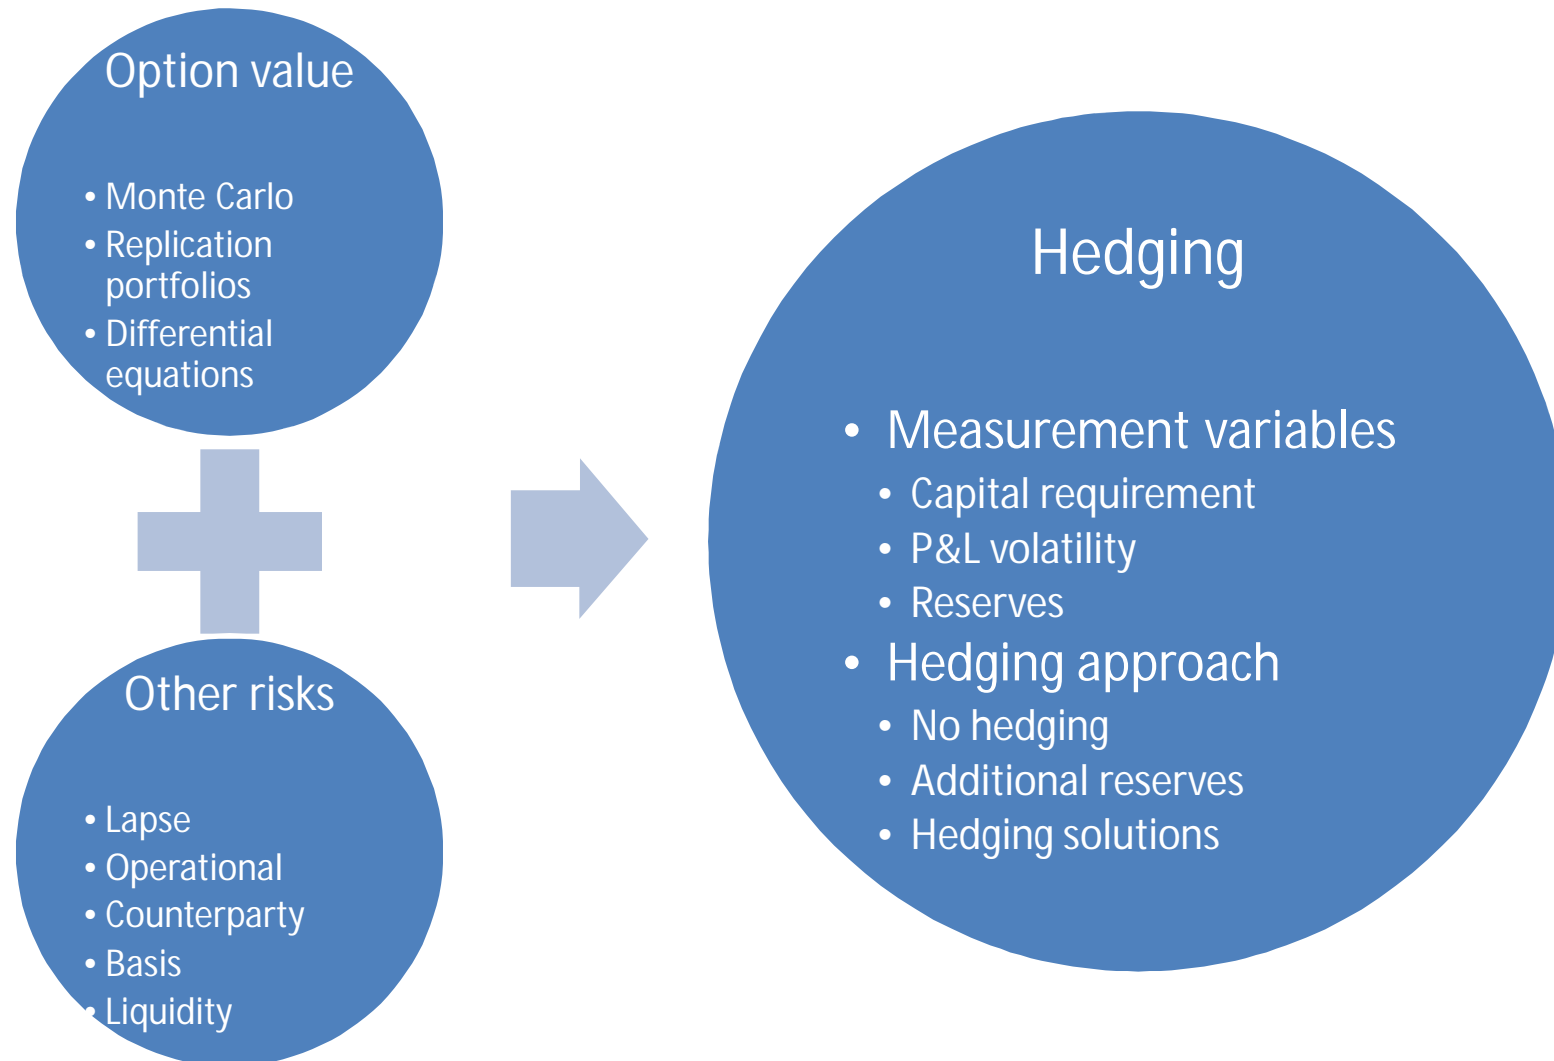 Option value
• Monte Carlo
• Replication
portfolios
• Differential
equations
Other risks
• Lapse
• Operational
• Counterparty
• Basis
• Liquidity
Hedging
• Measurement variables
• Capital requirement
• P&L volatility
• Reserves
• Hedging approach
• No hedging
• Additional reserves
• Hedging solutions